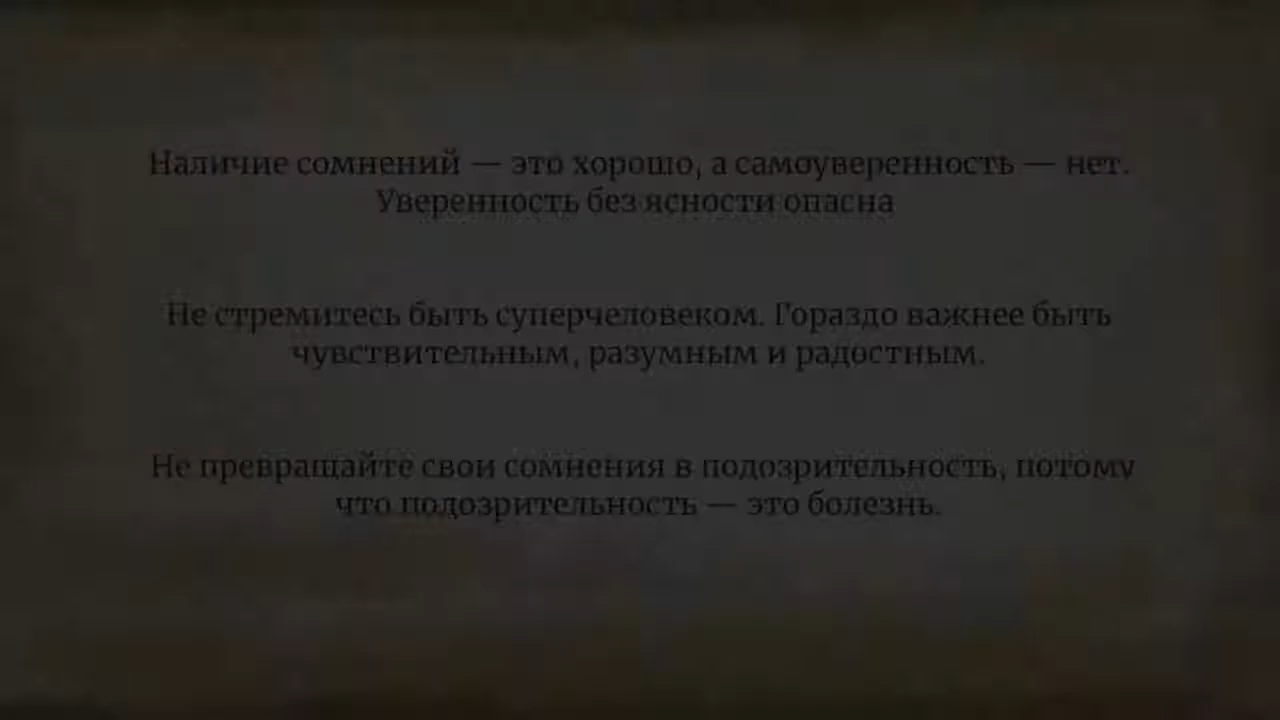 Наличие сомнений — это хорошо, а самоуверенность — нет.
Уверенность без ясности опасна
Не стремитесь быть суперчеловеком. Гораздо важнее быть
чувствительным, разумным и радостным.
Не превращайте свои сомнения в подозрительность, потому
что подозрительность — это болезнь.